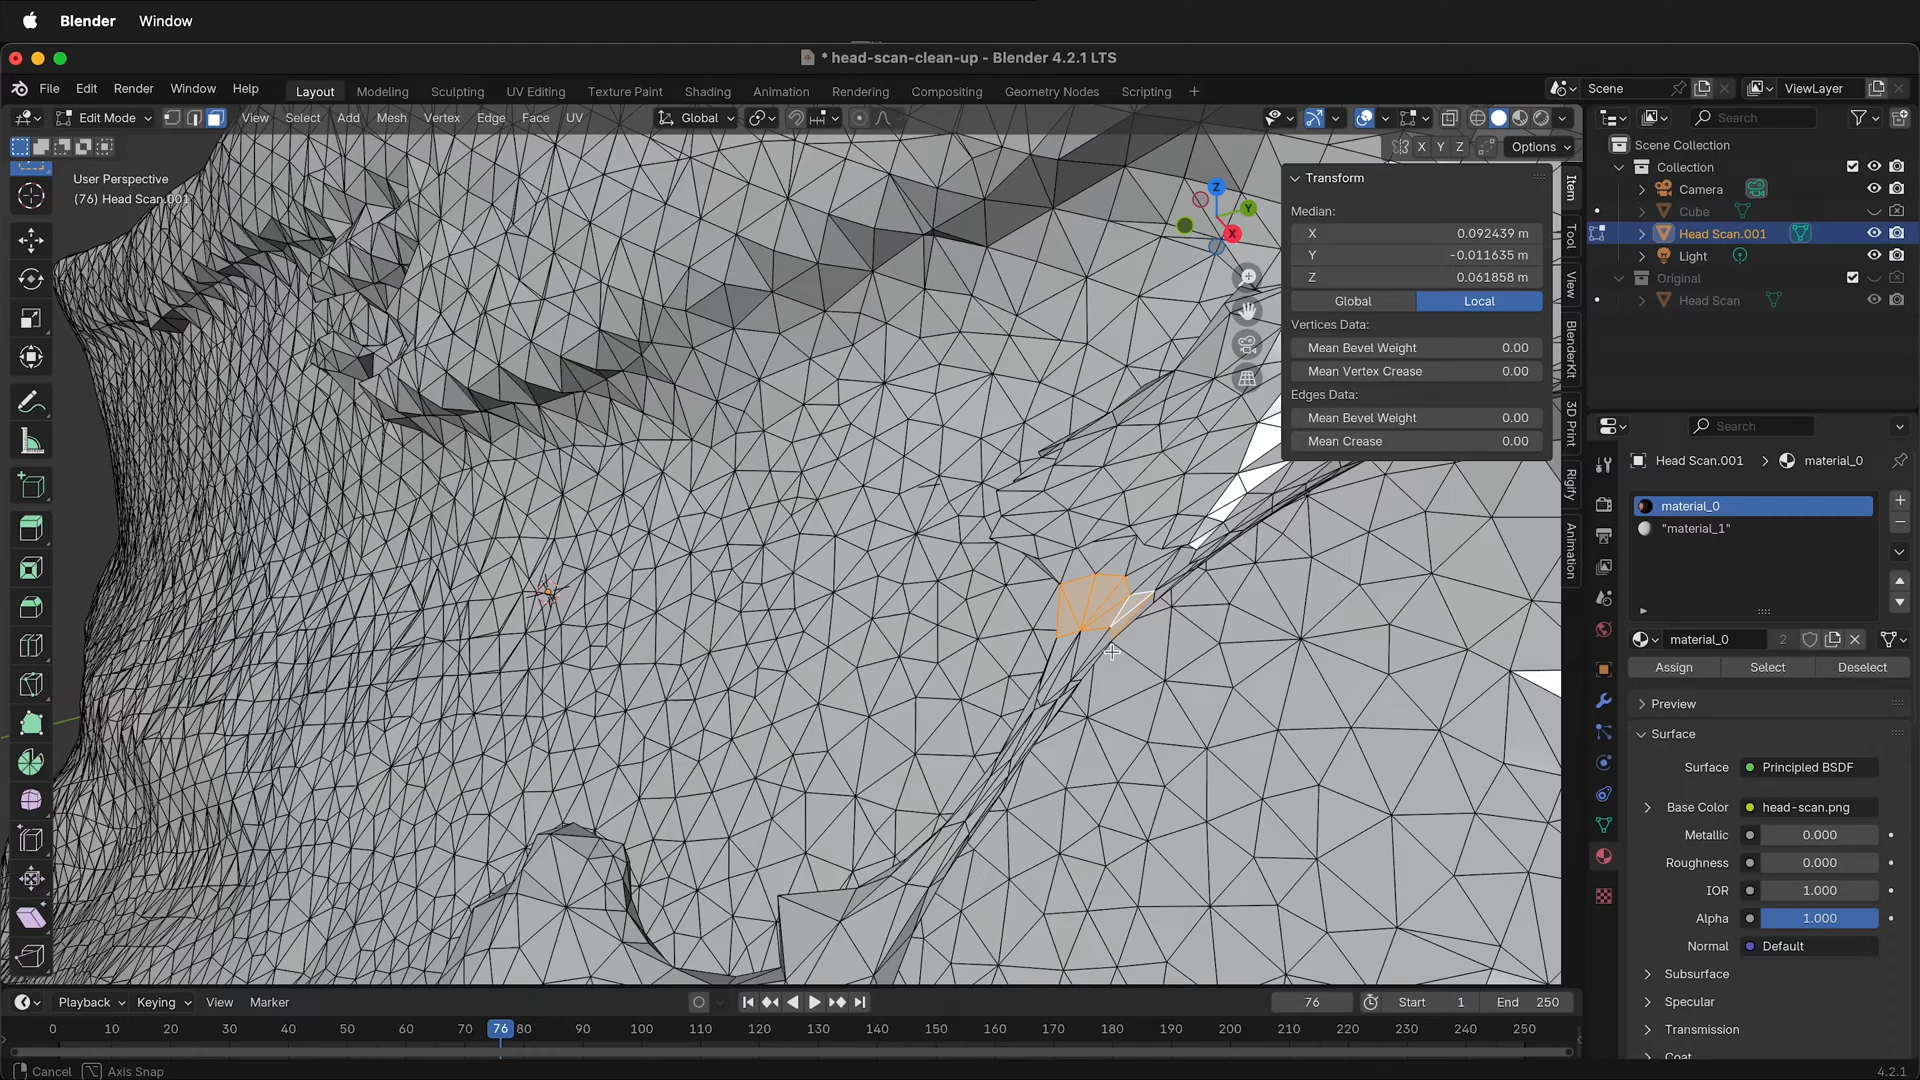 Blender Window
* head-scan-clean-up - Blender 4.2.1 LTS
File Edit Render Window Help Layout Modeling Sculpting UV Editing Texture Paint Shading Animation Rendering Compositing Geometry Nodes Scripting + Scene ViewLayer
Edit Mode View Select Add Mesh Vertex Edge Face UV Global Search
X Y Z Options
User Perspective
(76) Head Scan.001
Z
Y
X
Transform
Median:
X 0.092439 m
Y -0.011635 m
Z 0.061858 m
Global Local
Vertices Data:
Mean Bevel Weight 0.00
Mean Vertex Crease 0.00
Edges Data:
Mean Bevel Weight 0.00
Mean Crease 0.00
Item
Tool
View
BlenderKit
3D Print
Rigify
Animation
Scene Collection
Collection
Camera
Cube
Head Scan.001
Light
Original
Head Scan
Search
Head Scan.001 > material_0
material_0
"material_1"
material_0 2
Assign Select Deselect
Preview
Surface
Surface Principled BSDF
Base Color head-scan.png
Metallic 0.000
Roughness 0.000
IOR 1.000
Alpha 1.000
Normal Default
Subsurface
Specular
Transmission
Coat
Playback Keying View Marker 76 Start 1 End 250
0 10 20 30 40 50 60 70 76 80 90 100 110 120 130 140 150 160 170 180 190 200 210 220 230 240 250
Cancel Axis Snap 4.2.1